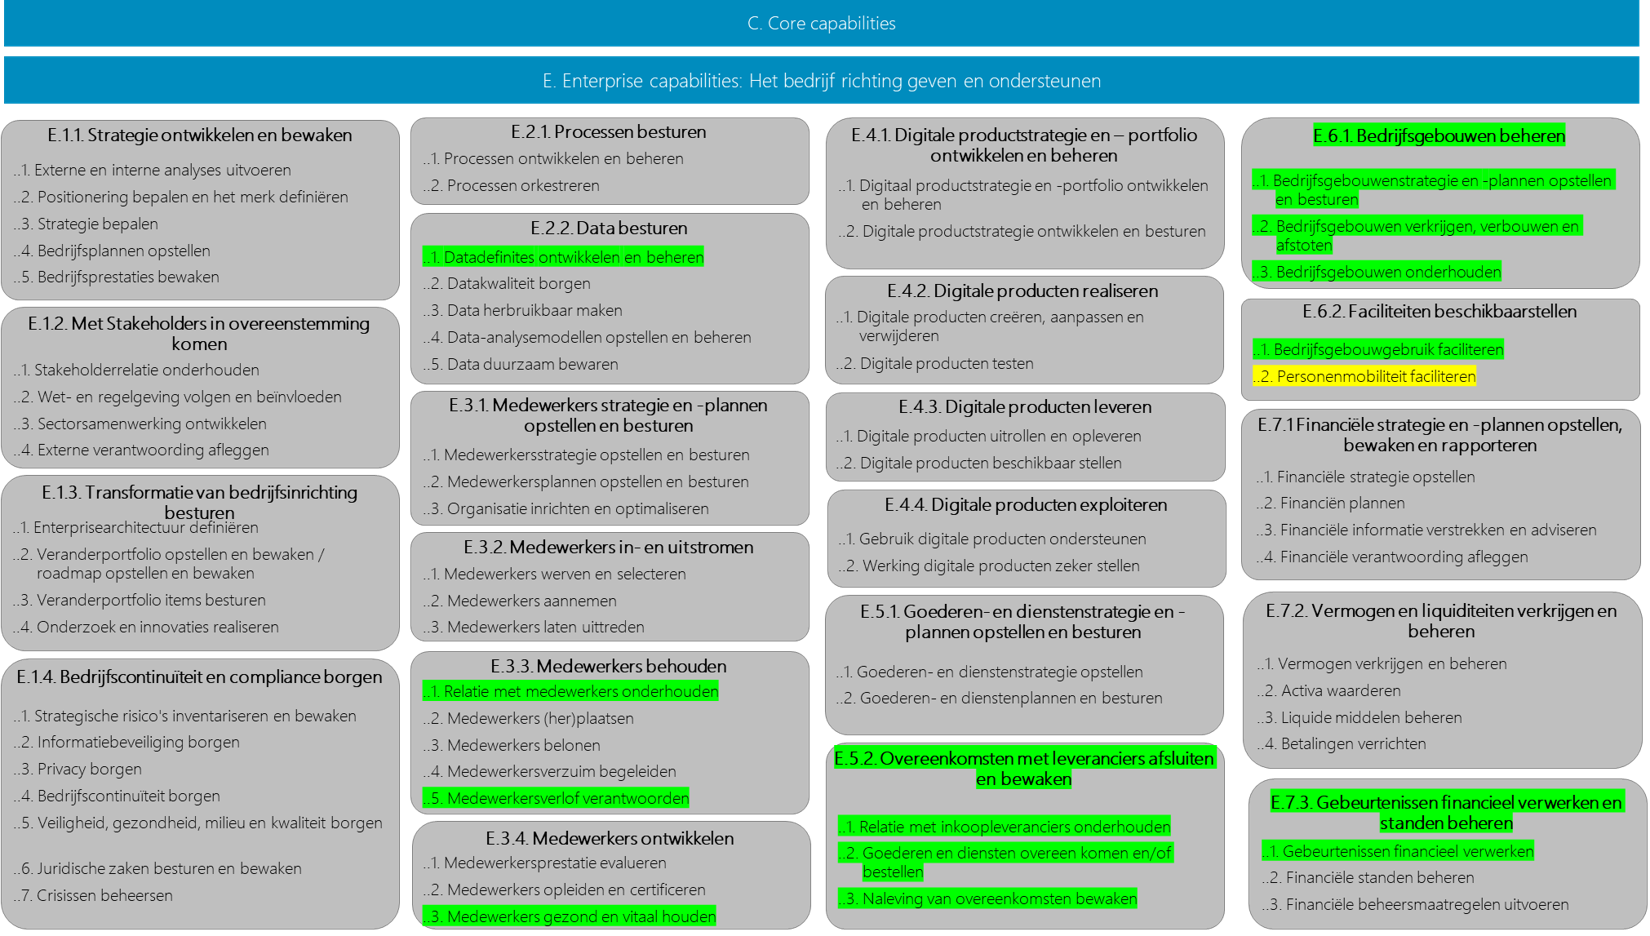 C. Core capabilities
E. Enterprise capabilities: Het bedrijf richting geven en ondersteunen
E.1.1. Strategie ontwikkelen en bewaken
..1. Externe en interne analyses uitvoeren
..2. Positionering bepalen en het merk definiëren
..3. Strategie bepalen
..4. Bedrijfsplannen opstellen
..5. Bedrijfsprestaties bewaken
E.1.2. Met Stakeholders in overeenstemming
komen
..1. Stakeholderrelatie onderhouden
..2. Wet- en regelgeving volgen en beïnvloeden
..3. Sectorsamenwerking ontwikkelen
..4. Externe verantwoording afleggen
E.1.3. Transformatie van bedrijfsinrichting
besturen
..1. Enterprisearchitectuur definiëren
..2. Veranderportfolio opstellen en bewaken /
roadmap opstellen en bewaken
..3. Veranderportfolio items besturen
..4. Onderzoek en innovaties realiseren
E.1.4. Bedrijfscontinuïteit en compliance borgen
..1. Strategische risico's inventariseren en bewaken
..2. Informatiebeveiliging borgen
..3. Privacy borgen
..4. Bedrijfscontinuïteit borgen
..5. Veiligheid, gezondheid, milieu en kwaliteit borgen
..6. Juridische zaken besturen en bewaken
..7. Crisissen beheersen
E.2.1. Processen besturen
..1. Processen ontwikkelen en beheren
..2. Processen orkestreren
E.2.2. Data besturen
..1. Datadefinites ontwikkelen en beheren
..2. Datakwaliteit borgen
..3. Data herbruikbaar maken
..4. Data-analysemodellen opstellen en beheren
..5. Data duurzaam bewaren
E.3.1. Medewerkers strategie en -plannen
opstellen en besturen
..1. Medewerkersstrategie opstellen en besturen
..2. Medewerkersplannen opstellen en besturen
..3. Organisatie inrichten en optimaliseren
E.3.2. Medewerkers in- en uitstromen
..1. Medewerkers werven en selecteren
..2. Medewerkers aannemen
..3. Medewerkers laten uittreden
E.3.3. Medewerkers behouden
..1. Relatie met medewerkers onderhouden
..2. Medewerkers (her)plaatsen
..3. Medewerkers belonen
..4. Medewerkersverzuim begeleiden
..5. Medewerkersverlof verantwoorden
E.3.4. Medewerkers ontwikkelen
..1. Medewerkersprestatie evalueren
..2. Medewerkers opleiden en certificeren
..3. Medewerkers gezond en vitaal houden
E.4.1. Digitale productstrategie en – portfolio
ontwikkelen en beheren
..1. Digitaal productstrategie en -portfolio ontwikkelen
en beheren
..2. Digitale productstrategie ontwikkelen en besturen
E.4.2. Digitale producten realiseren
..1. Digitale producten creëren, aanpassen en
verwijderen
..2. Digitale producten testen
E.4.3. Digitale producten leveren
..1. Digitale producten uitrollen en opleveren
..2. Digitale producten beschikbaar stellen
E.4.4. Digitale producten exploiteren
..1. Gebruik digitale producten ondersteunen
..2. Werking digitale producten zeker stellen
E.5.1. Goederen- en dienstenstrategie en -
plannen opstellen en besturen
..1. Goederen- en dienstenstrategie opstellen
..2. Goederen- en dienstenplannen en besturen
E.5.2. Overeenkomsten met leveranciers afsluiten
en bewaken
..1. Relatie met inkoopleveranciers onderhouden
..2. Goederen en diensten overeen komen en/of
bestellen
..3. Naleving van overeenkomsten bewaken
E.6.1. Bedrijfsgebouwen beheren
..1. Bedrijfsgebouwenstrategie en -plannen opstellen
en besturen
..2. Bedrijfsgebouwen verkrijgen, verbouwen en
afstoten
..3. Bedrijfsgebouwen onderhouden
E.6.2. Faciliteiten beschikbaarstellen
..1. Bedrijfsgebouwgebruik faciliteren
..2. Personenmobiliteit faciliteren
E.7.1 Financiële strategie en -plannen opstellen,
bewaken en rapporteren
..1. Financiële strategie opstellen
..2. Financiën plannen
..3. Financiële informatie verstrekken en adviseren
..4. Financiële verantwoording afleggen
E.7.2. Vermogen en liquiditeiten verkrijgen en
beheren
..1. Vermogen verkrijgen en beheren
..2. Activa waarderen
..3. Liquide middelen beheren
..4. Betalingen verrichten
E.7.3. Gebeurtenissen financieel verwerken en
standen beheren
..1. Gebeurtenissen financieel verwerken
..2. Financiële standen beheren
..3. Financiële beheersmaatregelen uitvoeren